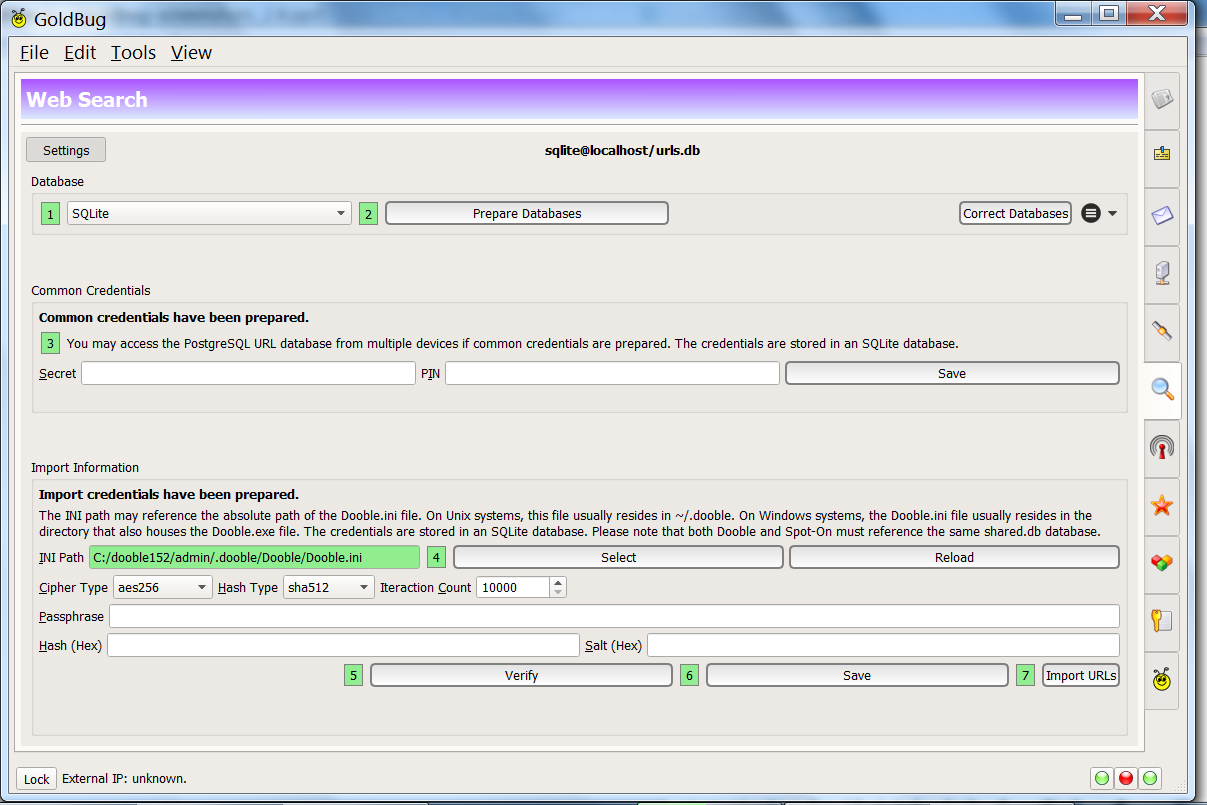 GoldBug
File Edit Tools View
Web Search
Settings
sqlite@localhost/urls.db
Database
1 SQLite 2 Prepare Databases Correct Databases
Common Credentials
Common credentials have been prepared.
3 You may access the PostgreSQL URL database from multiple devices if common credentials are prepared. The credentials are stored in an SQLite database.
Secret PIN Save
Import Information
Import credentials have been prepared.
The INI path may reference the absolute path of the Dooble.ini file. On Unix systems, this file usually resides in ~/.dooble. On Windows systems, the Dooble.ini file usually resides in the
directory that also houses the Dooble.exe file. The credentials are stored in an SQLite database. Please note that both Dooble and Spot-On must reference the same shared.db database.
INI Path C:/dooble152/admin/.dooble/Dooble/Dooble.ini 4 Select Reload
Cipher Type aes256 Hash Type sha512 Iteraction Count 10000
Passphrase
Hash (Hex) Salt (Hex)
5 Verify 6 Save 7 Import URLs
Lock External IP: unknown.